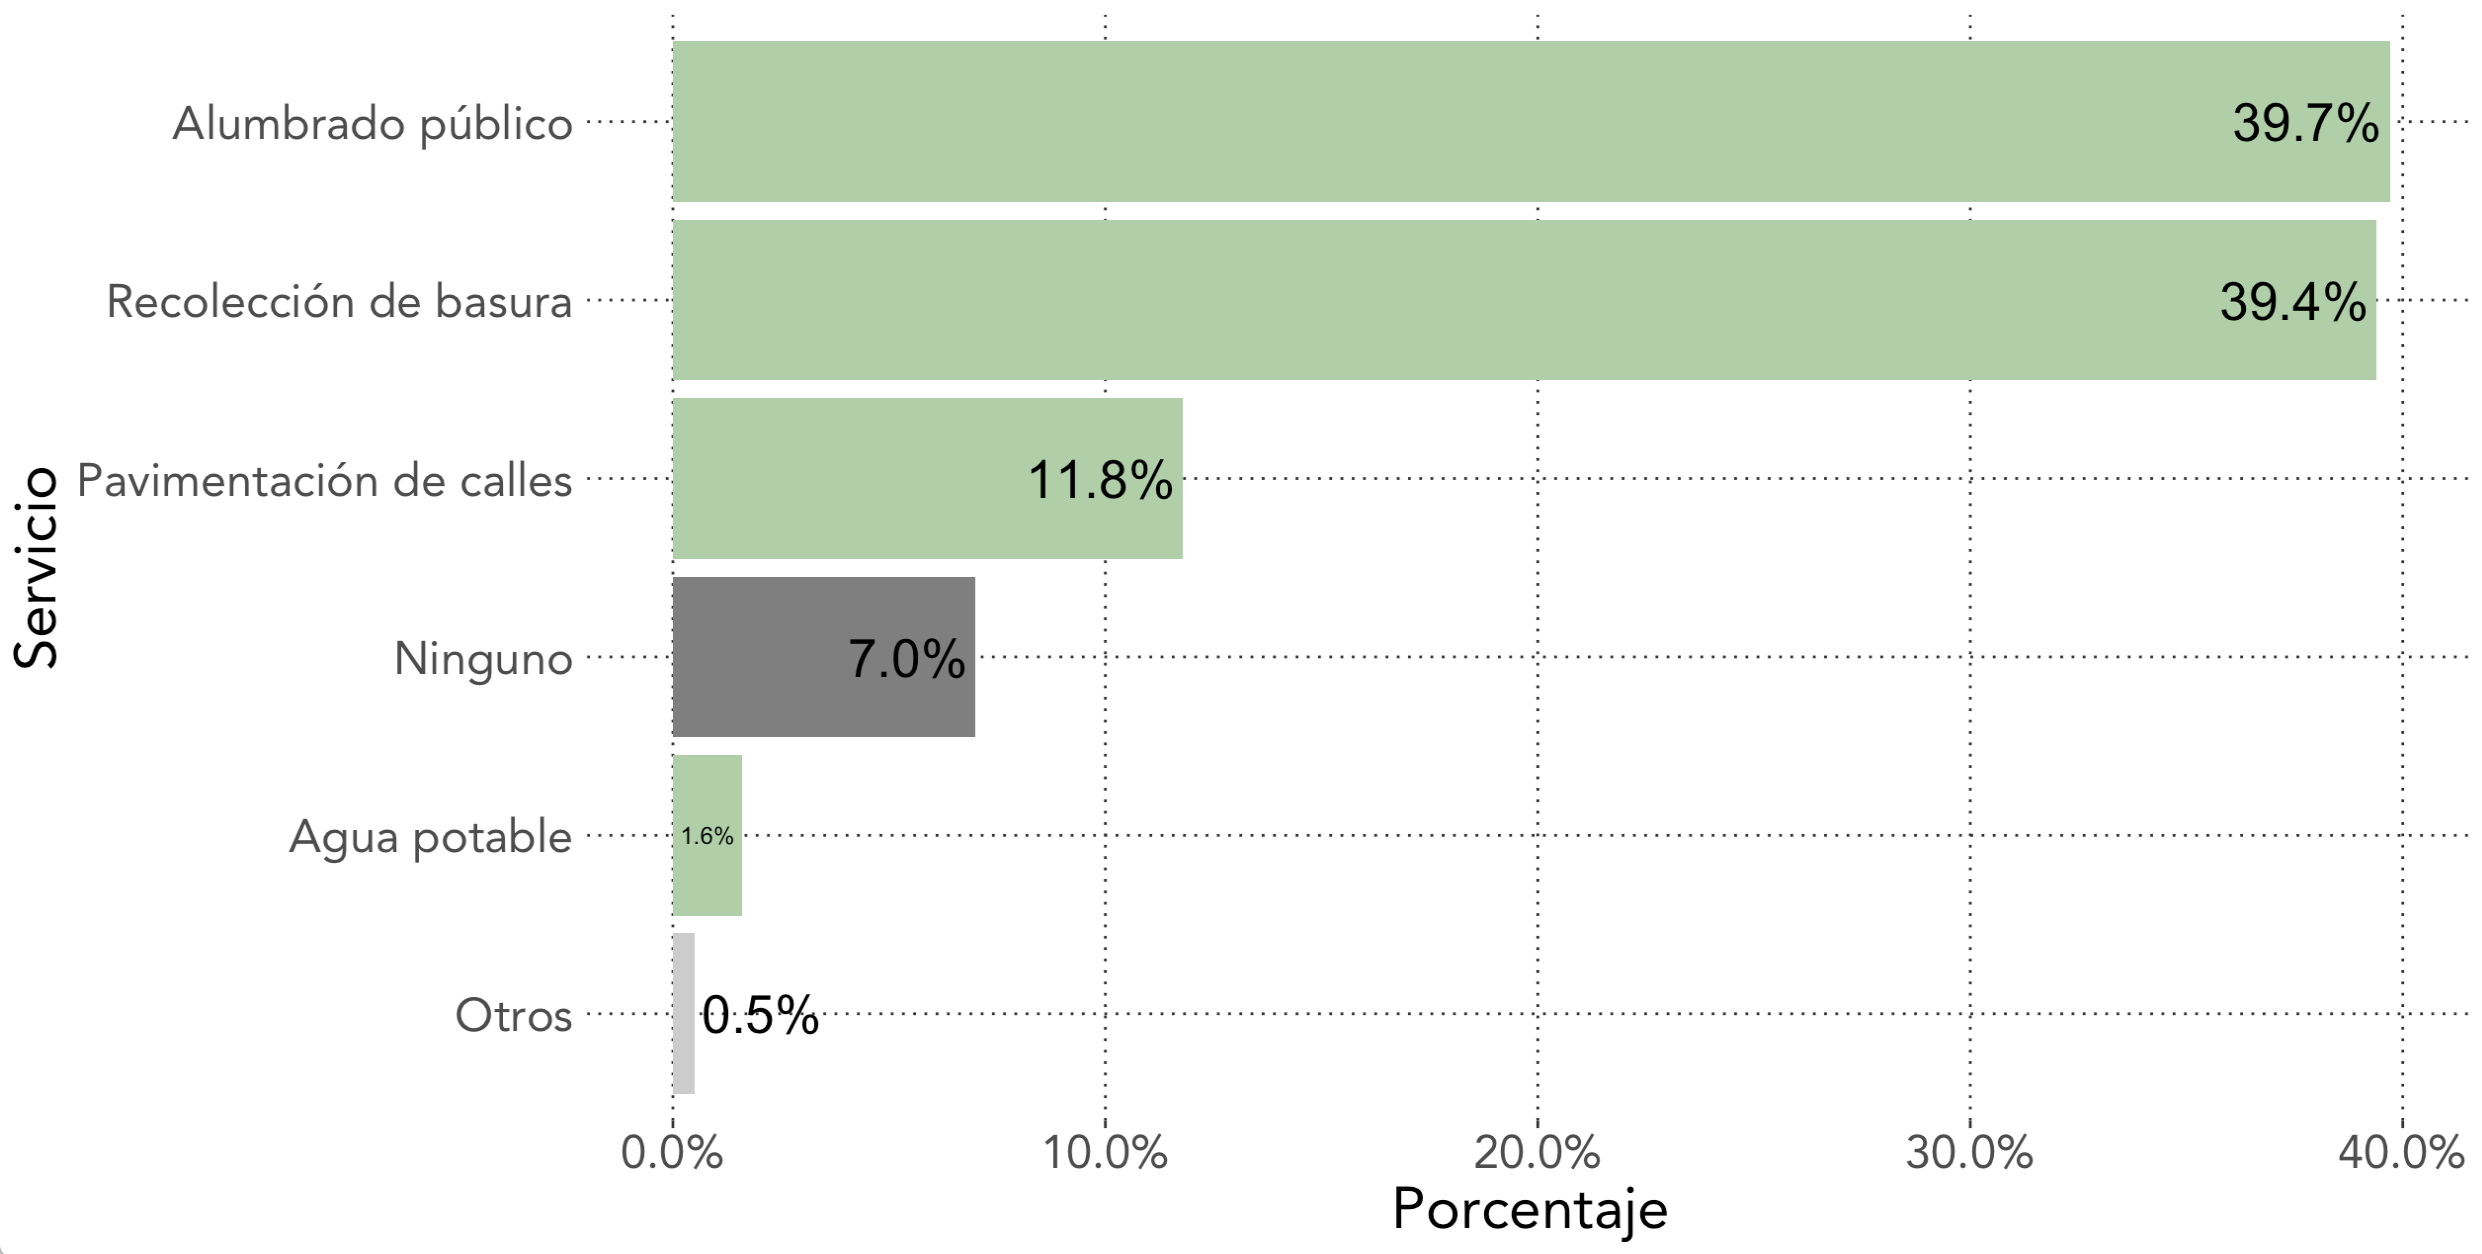 Alumbrado público 39.7%
Recolección de basura 39.4%
Pavimentación de calles 11.8%
Ninguno 7.0%
Agua potable 1.6%
Otros 0.5%
Servicio
0.0% 10.0% 20.0% 30.0% 40.0%
Porcentaje